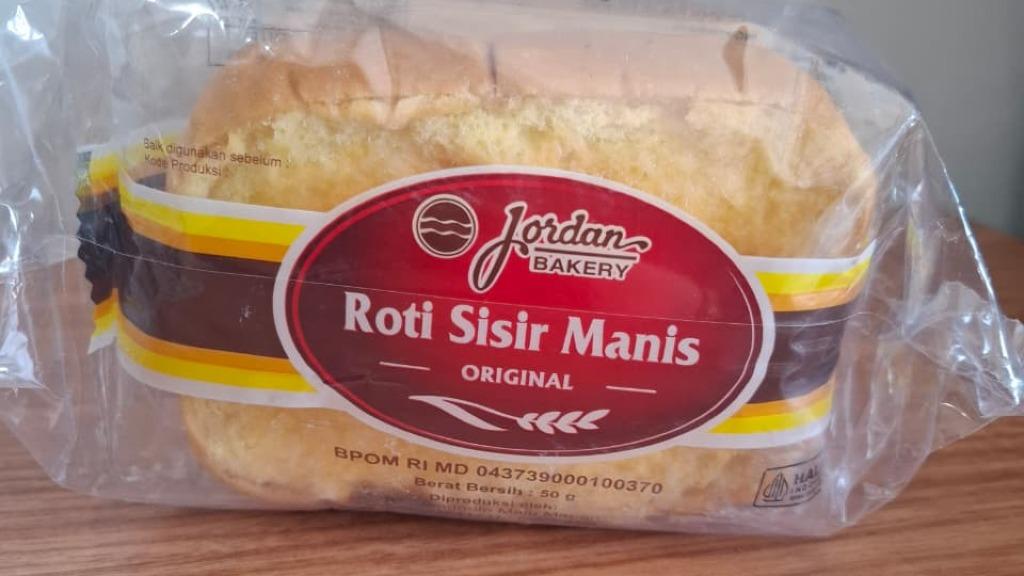 Baik digunakan sebelum :
Kode Produksi :
Jordan
BAKERY
Roti Sisir Manis
ORIGINAL
BPOM RI MD 043739000100370
Berat Bersih : 50 g
Diproduksi oleh:
HAL